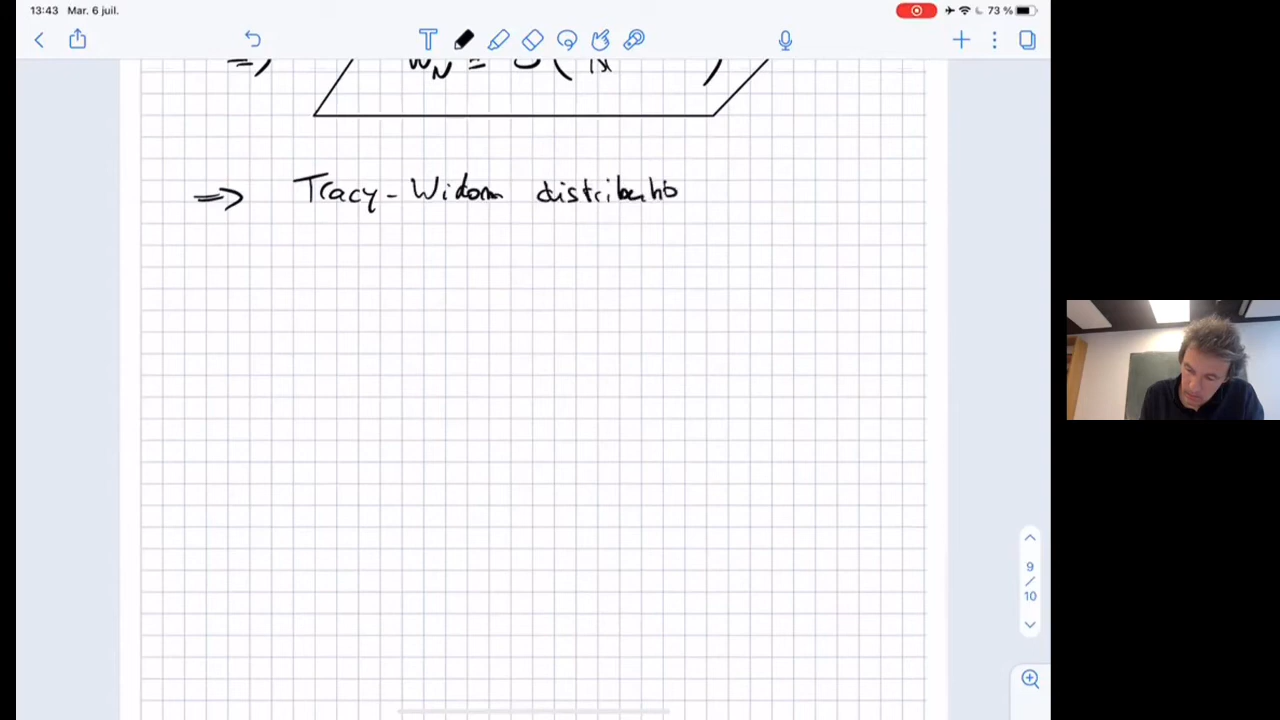 13:43 Mar. 6 juil. 73 %
=>
⇒ Tracy - Widom distributio
9
/
10